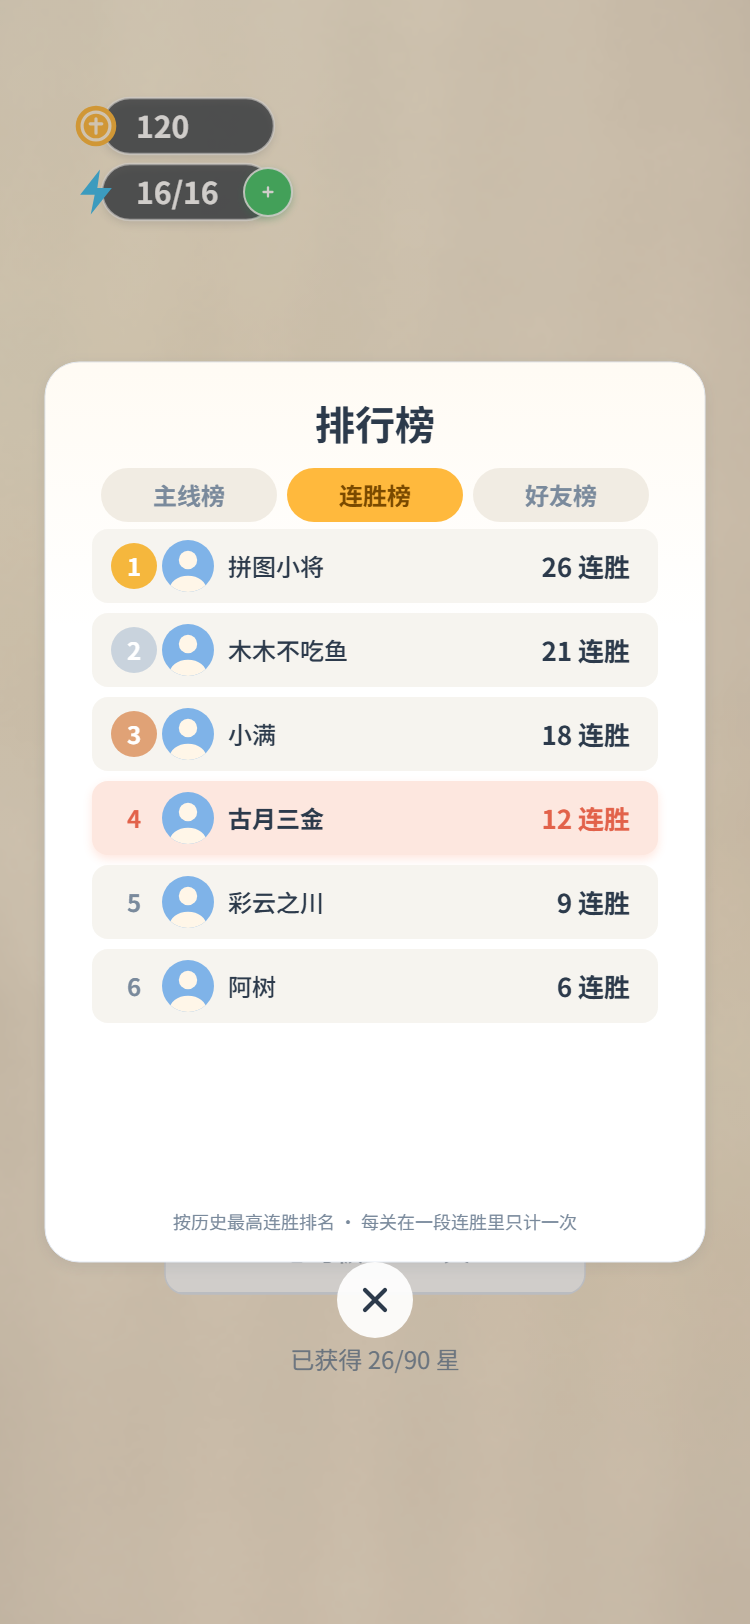 120
16/16 +
排行榜
主线榜 连胜榜 好友榜
1 拼图小将 26 连胜
2 木木不吃鱼 21 连胜
3 小满 18 连胜
4 古月三金 12 连胜
5 彩云之川 9 连胜
6 阿树 6 连胜
按历史最高连胜排名 · 每关在一段连胜里只计一次
已获得 26/90 星